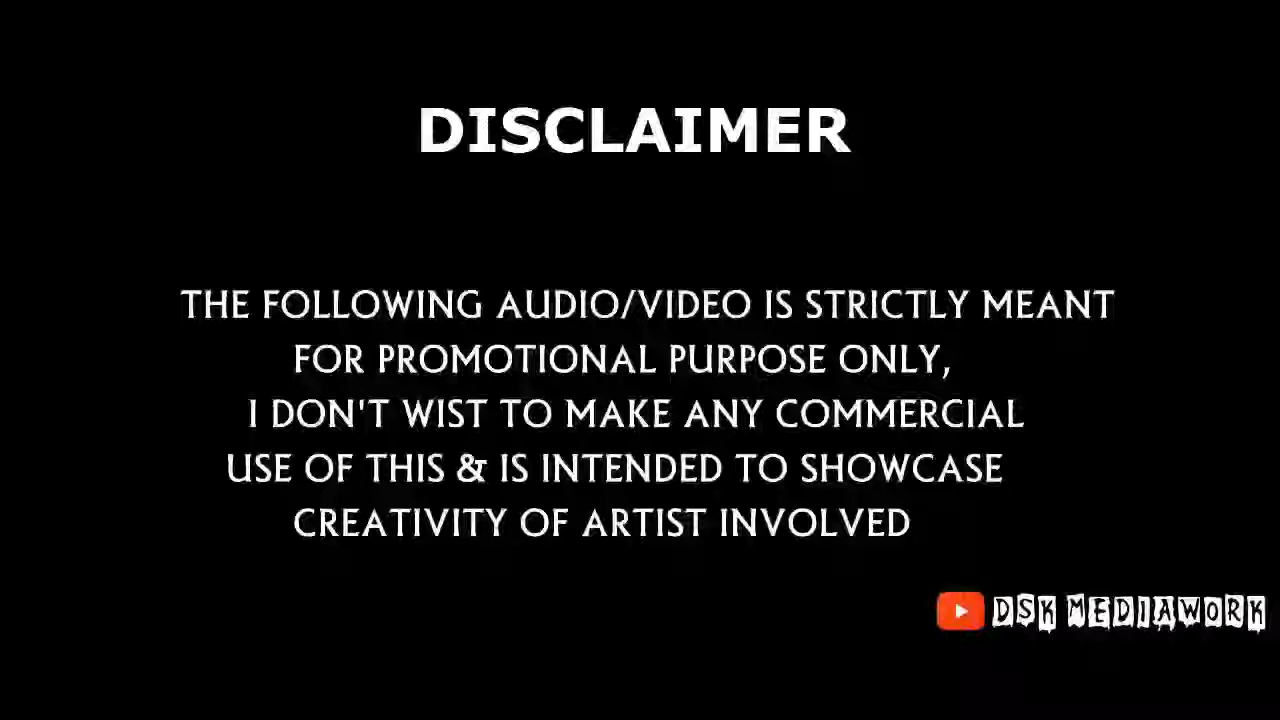 DISCLAIMER
THE FOLLOWING AUDIO/VIDEO IS STRICTLY MEANT
FOR PROMOTIONAL PURPOSE ONLY,
I DON'T WIST TO MAKE ANY COMMERCIAL
USE OF THIS & IS INTENDED TO SHOWCASE
CREATIVITY OF ARTIST INVOLVED
DSK MEDIAWORK